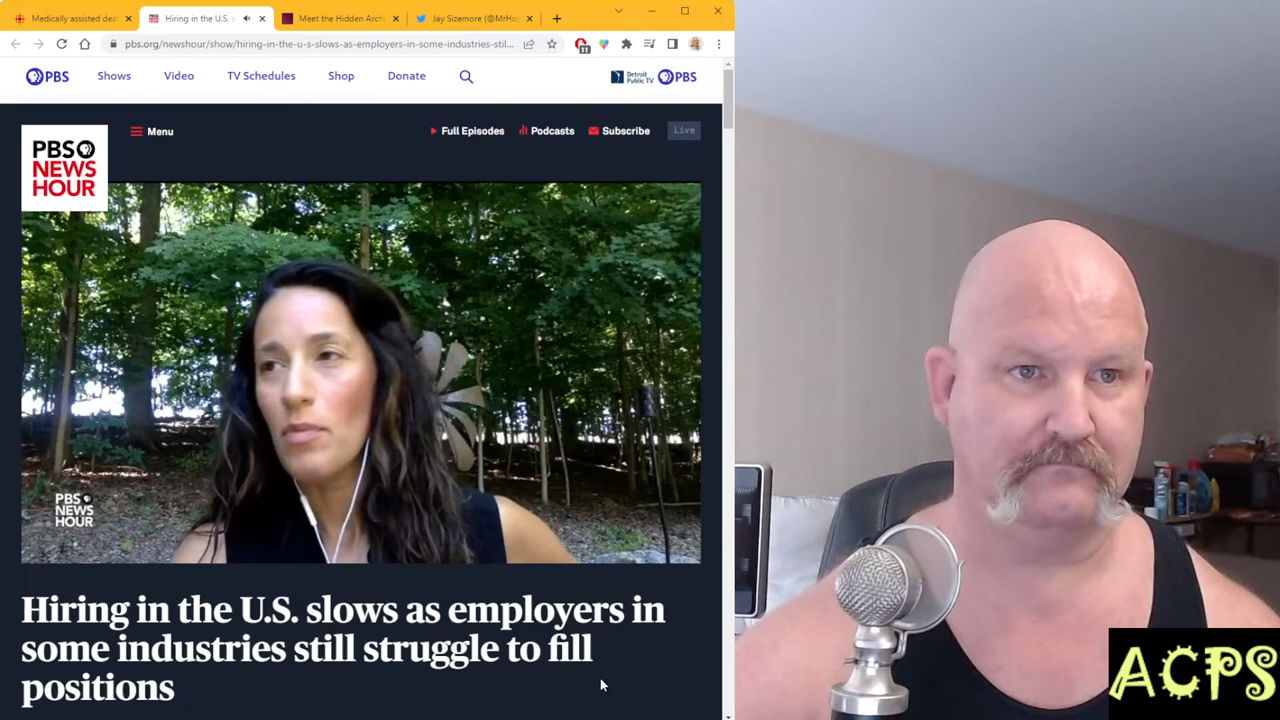 Medically assisted dea
Hiring in the U.S. s
Meet the Hidden Archi
Jay Sizemore (@MrHo
pbs.org/newshour/show/hiring-in-the-u-s-slows-as-employers-in-some-industries-stil...
11
PBS
Shows
Video
TV Schedules
Shop
Donate
Detroit
Public TV
PBS
PBS
NEWS
HOUR
Menu
Full Episodes
Podcasts
Subscribe
Live
PBS
NEWS
HOUR
Hiring in the U.S. slows as employers in
some industries still struggle to fill
positions
ACPS